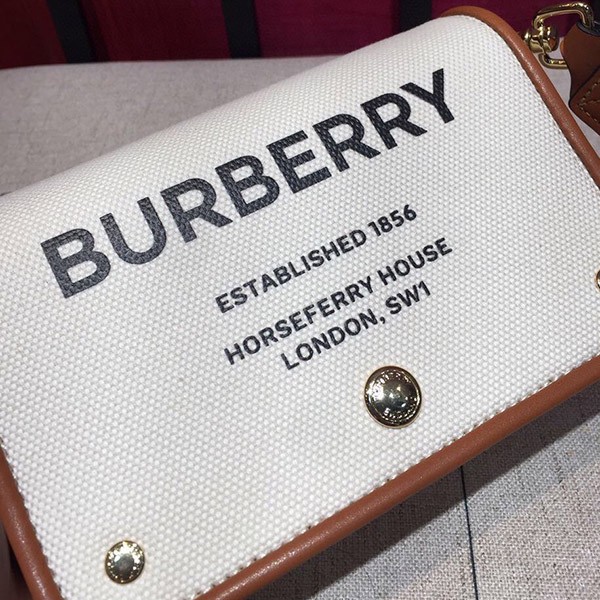 BURBERRY
ESTABLISHED 1856
HORSEFERRY HOUSE
LONDON, SW1